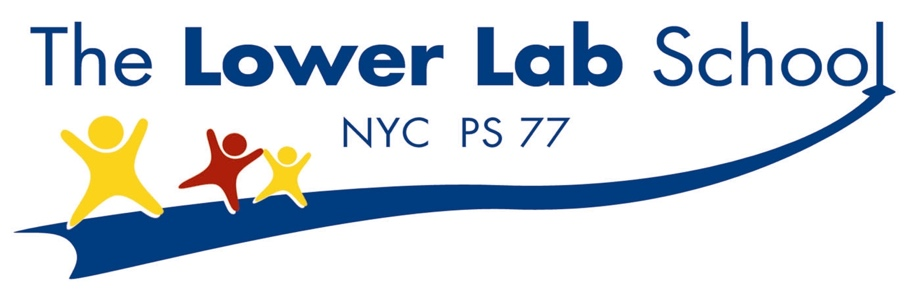 The Lower Lab School
NYC PS 77